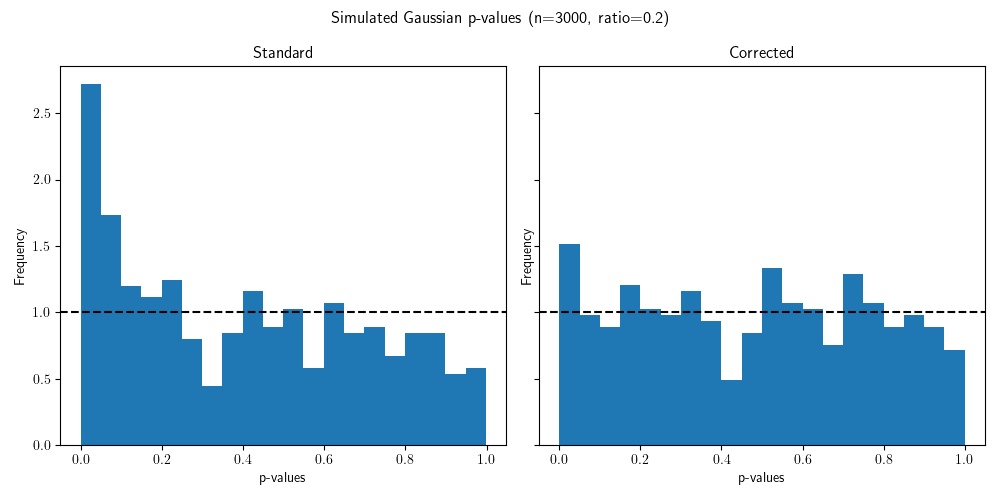 Simulated Gaussian p-values (n=3000, ratio=0.2)
Standard
Corrected
2.5
2.0
1.5
1.0
0.5
0.0
Frequency
Frequency
0.0 0.2 0.4 0.6 0.8 1.0
0.0 0.2 0.4 0.6 0.8 1.0
p-values
p-values